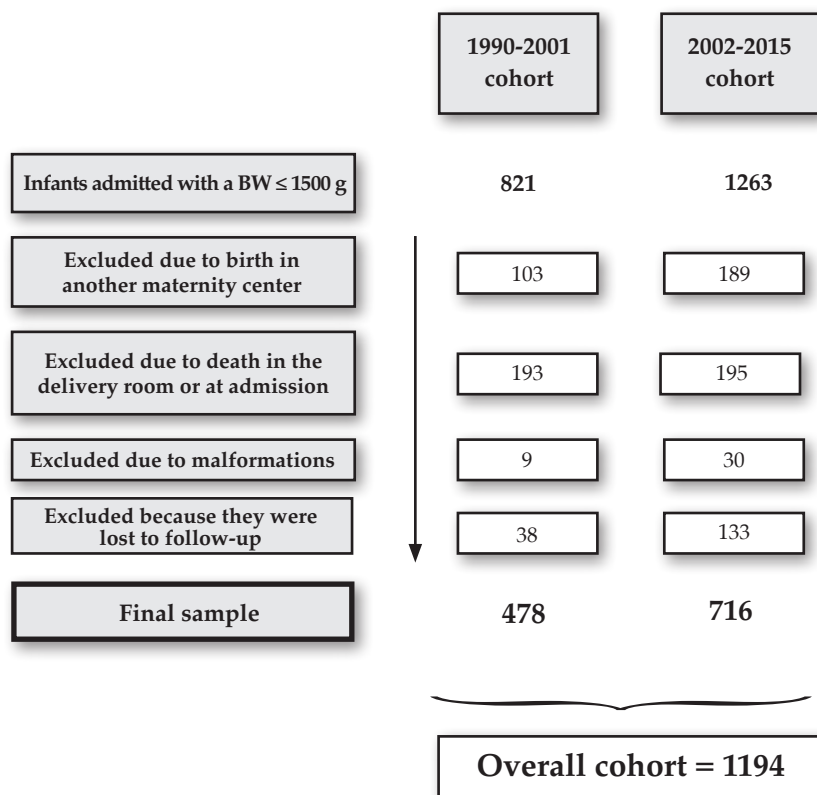 1990-2001
cohort
2002-2015
cohort
Infants admitted with a BW ≤ 1500 g
821
1263
Excluded due to birth in
another maternity center
103
189
Excluded due to death in the
delivery room or at admission
193
195
Excluded due to malformations
9
30
Excluded because they were
lost to follow-up
38
133
Final sample
478
716
Overall cohort = 1194